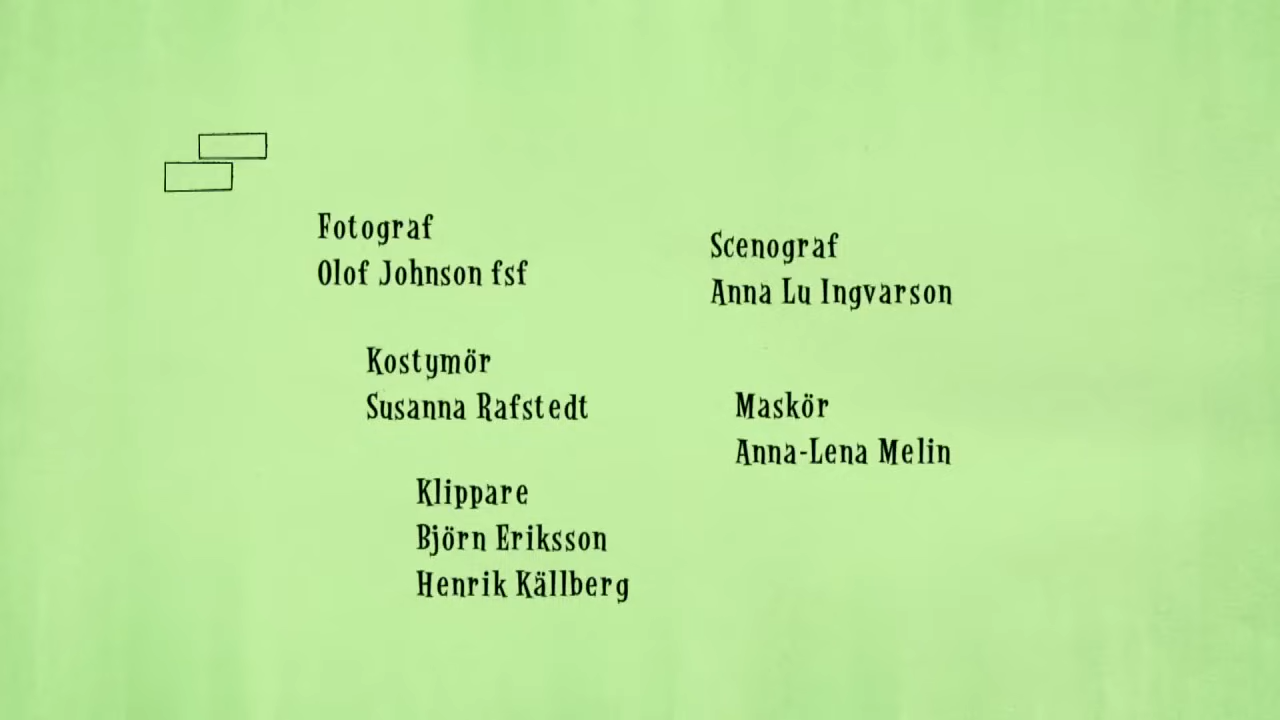 Fotograf
Olof Johnson fsf
Scenograf
Anna Lu Ingvarson
Kostymör
Susanna Rafstedt
Maskör
Anna-Lena Melin
Klippare
Björn Eriksson
Henrik Källberg